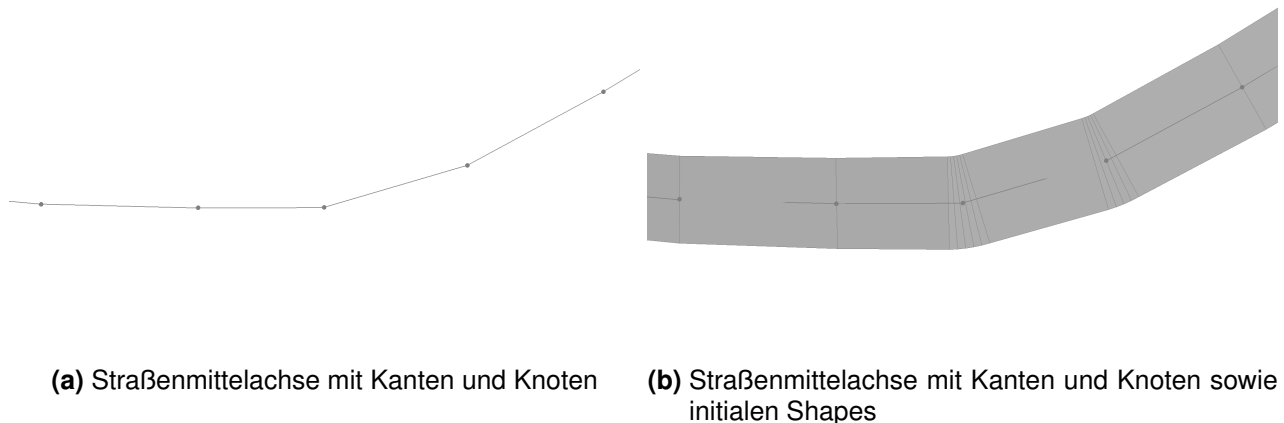 (a) Straßenmittelachse mit Kanten und Knoten
(b) Straßenmittelachse mit Kanten und Knoten sowie
initialen Shapes